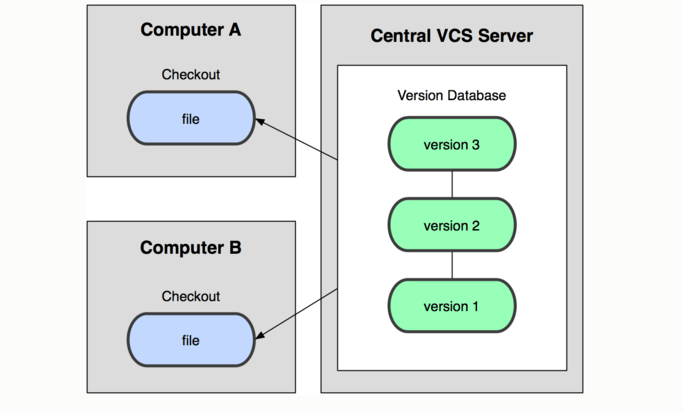 Computer A
Checkout
file
Computer B
Checkout
file
Central VCS Server
Version Database
version 3
version 2
version 1